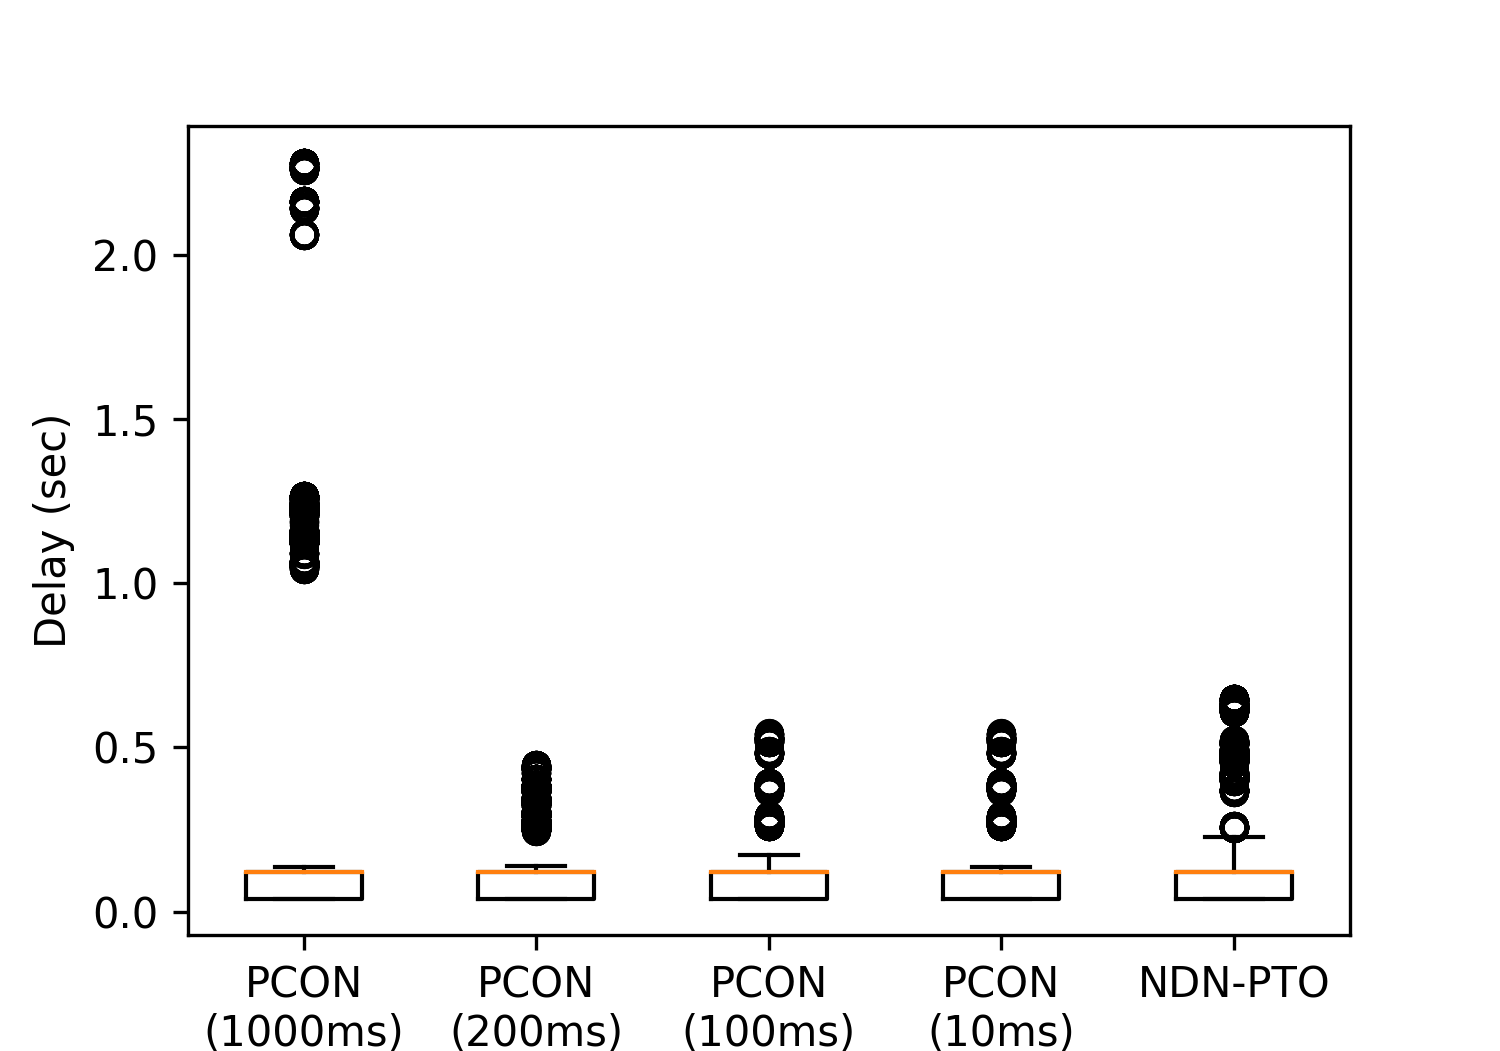 2.0
1.5
1.0
0.5
0.0
Delay (sec)
PCON
(1000ms)
PCON
(200ms)
PCON
(100ms)
PCON
(10ms)
NDN-PTO